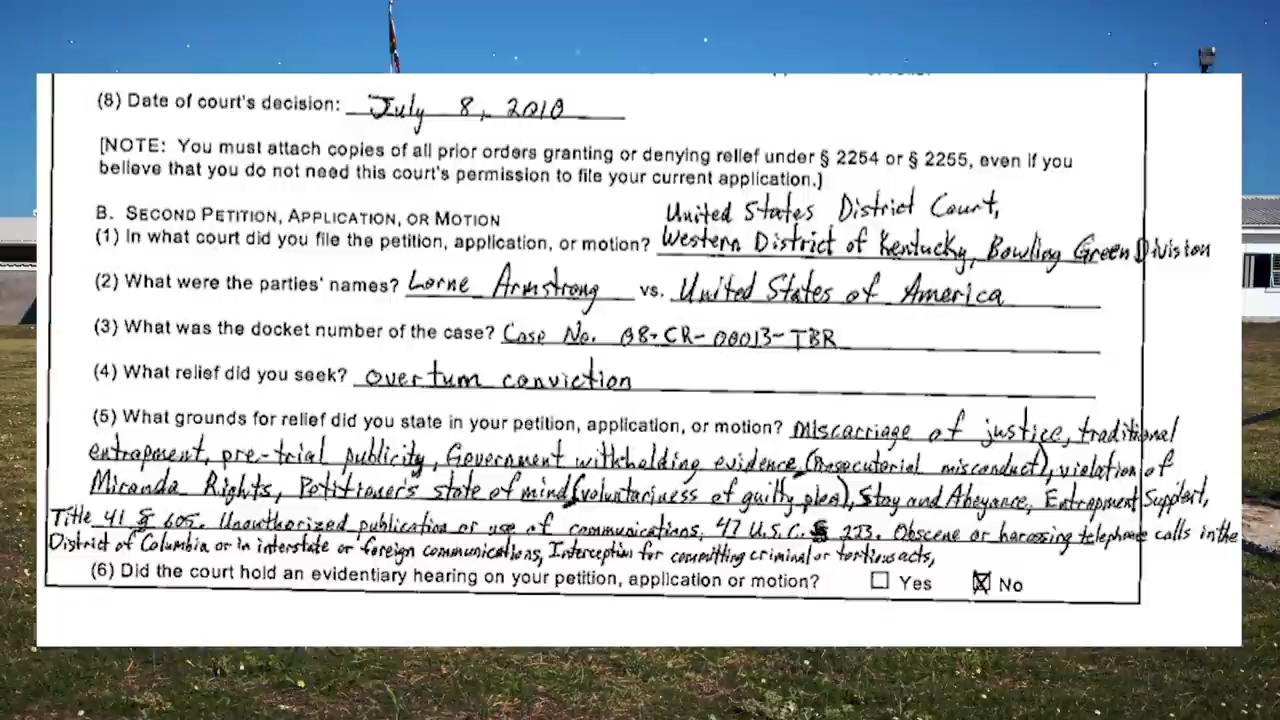 (8) Date of court's decision: July 8, 2010
[NOTE: You must attach copies of all prior orders granting or denying relief under § 2254 or § 2255, even if you
believe that you do not need this court's permission to file your current application.]
B. SECOND PETITION, APPLICATION, OR MOTION
United States District Court,
(1) In what court did you file the petition, application, or motion? Western District of Kentucky, Bowling Green Division
(2) What were the parties' names? Lorne Armstrong vs. United States of America
(3) What was the docket number of the case? Case No. 08-CR-00013-TBR
(4) What relief did you seek? overturn conviction
(5) What grounds for relief did you state in your petition, application, or motion? miscarriage of justice, traditional
entrapment, pre-trial publicity, Government withholding evidence (prosecutorial misconduct), violation of
Miranda Rights, Petitioner's state of mind (voluntariness of guilty plea), Stay and Abeyance, Entrapment Supplement,
Title 47 § 605. Unauthorized publication or use of communications, 47 U.S.C. § 223. Obscene or harassing telephone calls in the
District of Columbia or in interstate or foreign communications, Interception for committing criminal or tortious acts,
(6) Did the court hold an evidentiary hearing on your petition, application or motion? Yes No